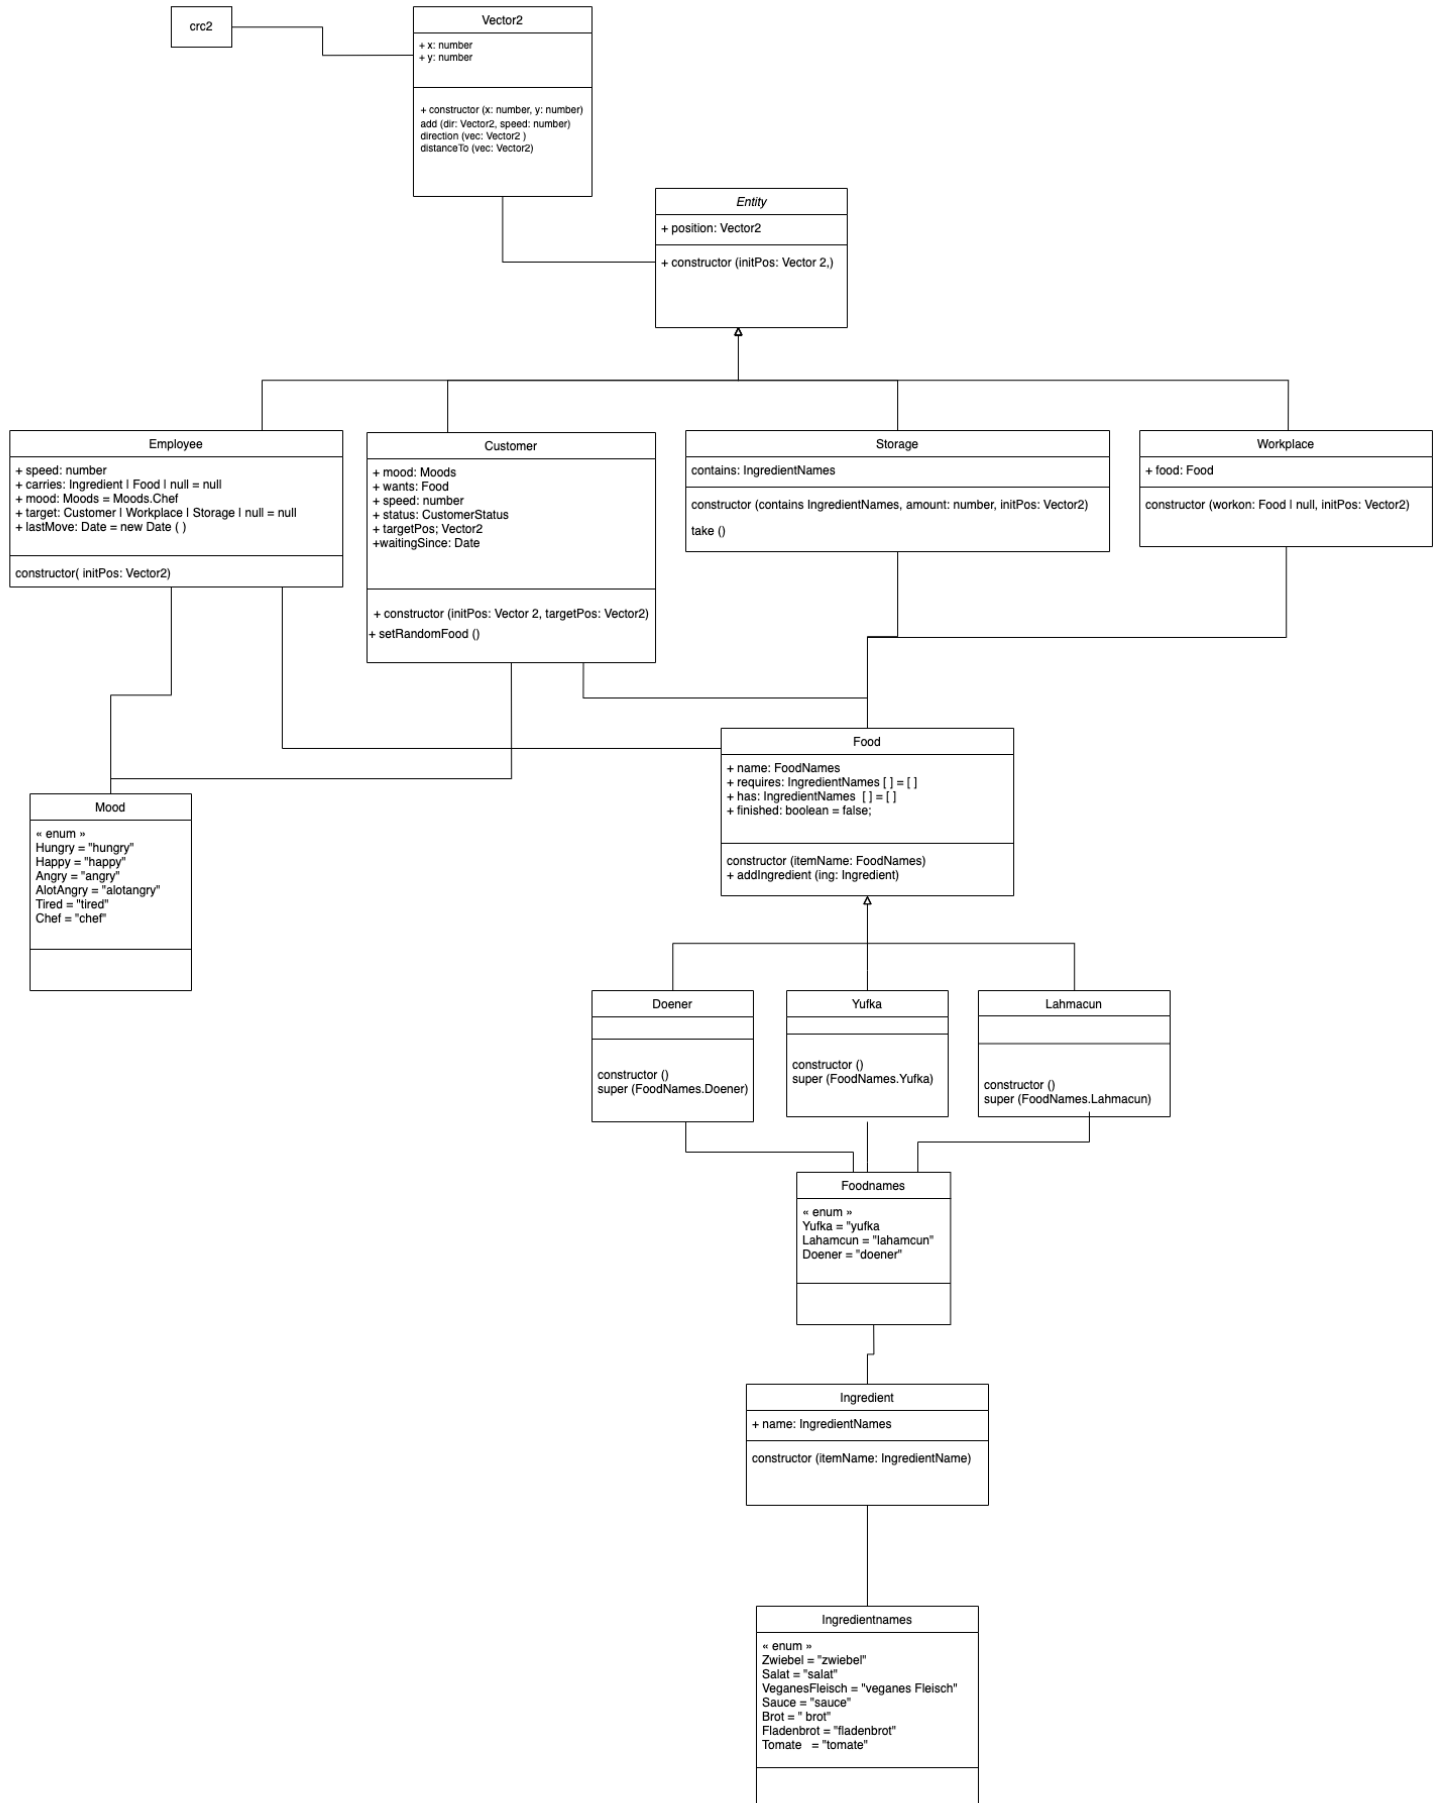 crc2
Vector2
+ x: number
+ y: number
+ constructor (x: number, y: number)
add (dir: Vector2, speed: number)
direction (vec: Vector2 )
distanceTo (vec: Vector2)
Entity
+ position: Vector2
+ constructor (initPos: Vector 2,)
Employee
+ speed: number
+ carries: Ingredient | Food | null = null
+ mood: Moods = Moods.Chef
+ target: Customer | Workplace | Storage | null = null
+ lastMove: Date = new Date ( )
constructor( initPos: Vector2)
Customer
+ mood: Moods
+ wants: Food
+ speed: number
+ status: CustomerStatus
+ targetPos; Vector2
+waitingSince: Date
+ constructor (initPos: Vector 2, targetPos: Vector2)
+ setRandomFood ()
Storage
contains: IngredientNames
constructor (contains IngredientNames, amount: number, initPos: Vector2)
take ()
Workplace
+ food: Food
constructor (workon: Food | null, initPos: Vector2)
Food
+ name: FoodNames
+ requires: IngredientNames [ ] = [ ]
+ has: IngredientNames  [ ] = [ ]
+ finished: boolean = false;
constructor (itemName: FoodNames)
+ addIngredient (ing: Ingredient)
Mood
« enum »
Hungry = "hungry"
Happy = "happy"
Angry = "angry"
AlotAngry = "alotangry"
Tired = "tired"
Chef = "chef"
Doener
constructor ()
super (FoodNames.Doener)
Yufka
constructor ()
super (FoodNames.Yufka)
Lahmacun
constructor ()
super (FoodNames.Lahmacun)
Foodnames
« enum »
Yufka = "yufka
Lahamcun = "lahamcun"
Doener = "doener"
Ingredient
+ name: IngredientNames
constructor (itemName: IngredientName)
Ingredientnames
« enum »
Zwiebel = "zwiebel"
Salat = "salat"
VeganesFleisch = "veganes Fleisch"
Sauce = "sauce"
Brot = " brot"
Fladenbrot = "fladenbrot"
Tomate   = "tomate"